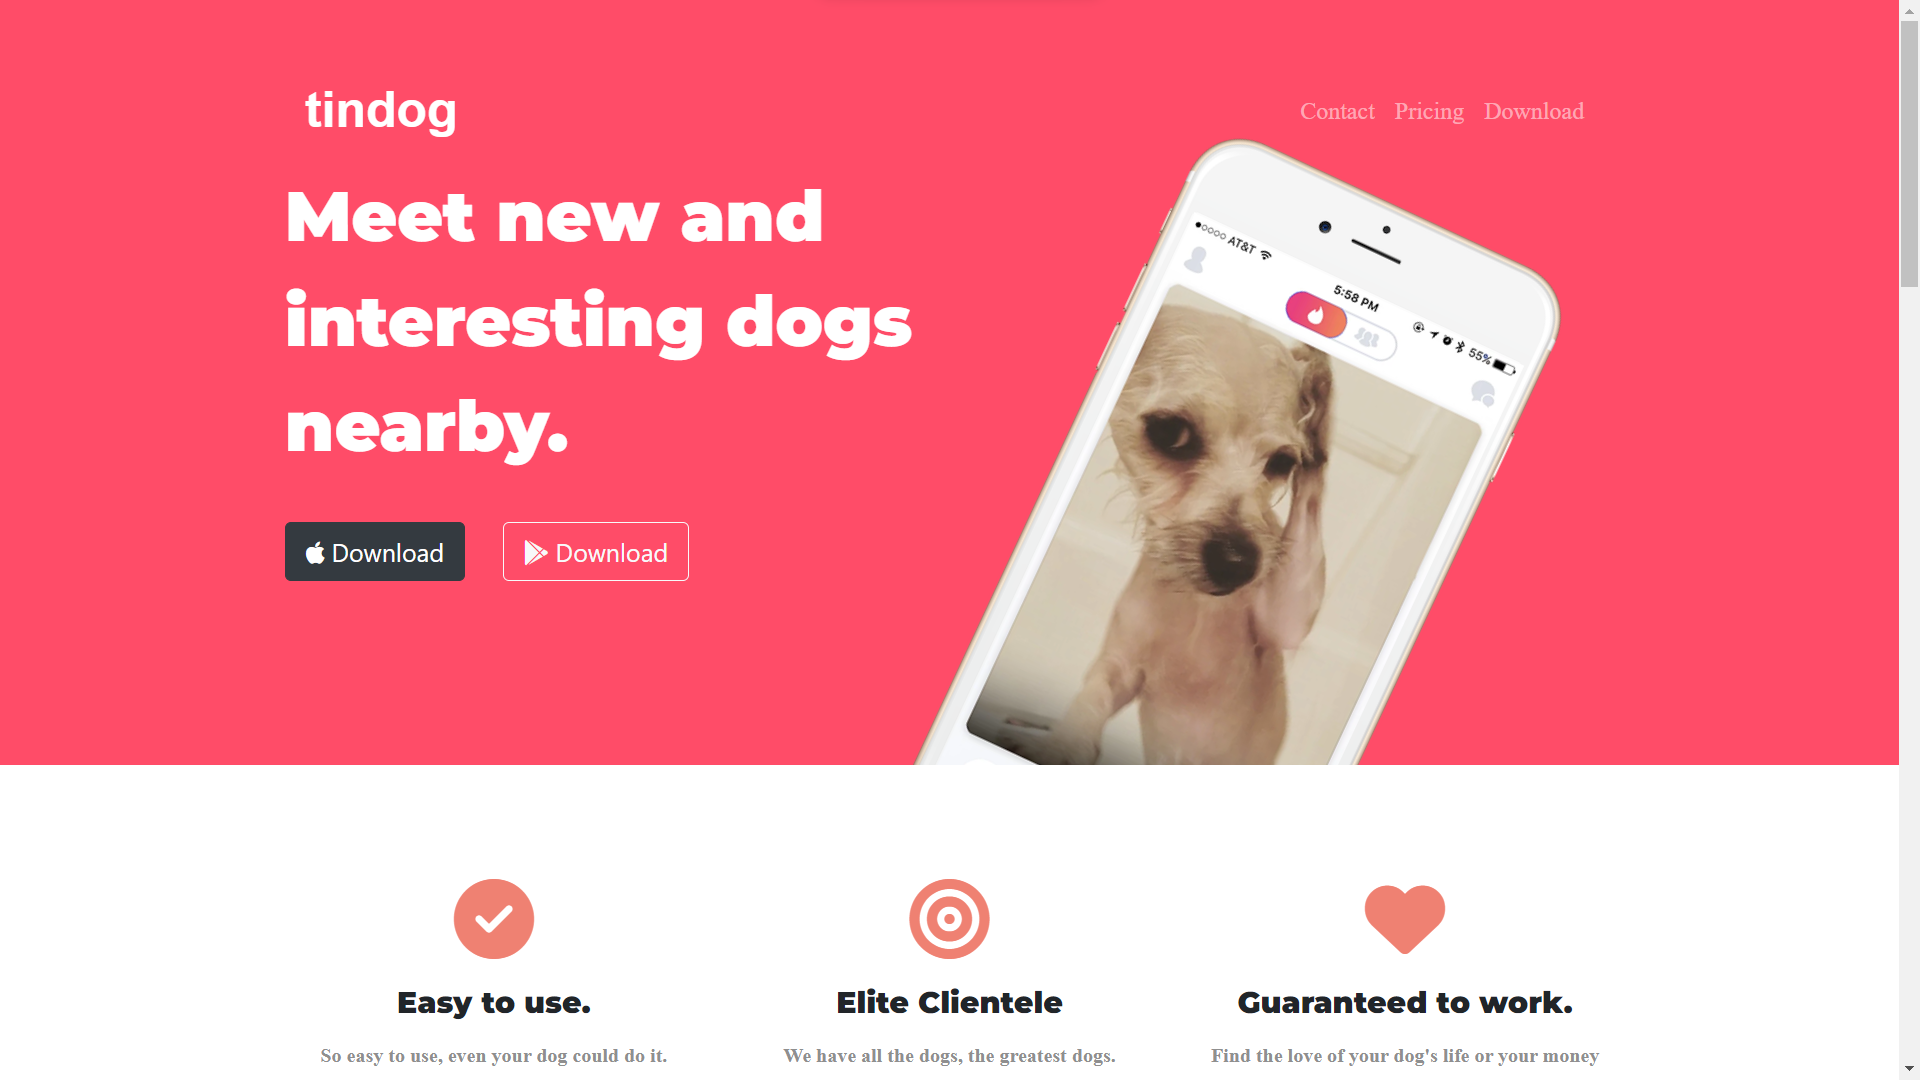 tindog
Contact Pricing Download
Meet new and
interesting dogs
nearby.
Download
Download
AT&T
5:58 PM
55%
Easy to use.
So easy to use, even your dog could do it.
Elite Clientele
We have all the dogs, the greatest dogs.
Guaranteed to work.
Find the love of your dog's life or your money